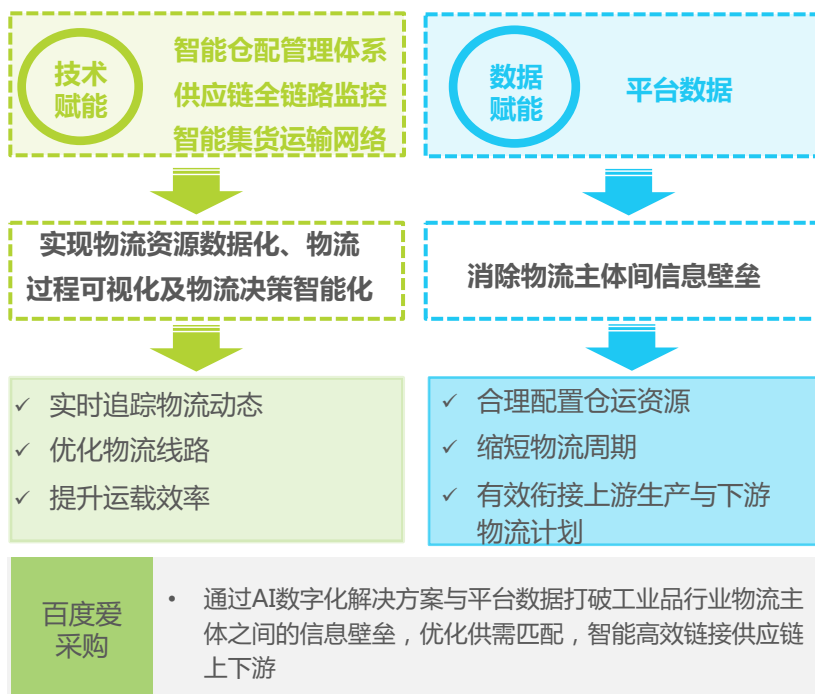 技术
赋能
智能仓配管理体系
供应链全链路监控
智能集货运输网络
数据
赋能
平台数据
实现物流资源数据化、物流
过程可视化及物流决策智能化
消除物流主体间信息壁垒
✓ 实时追踪物流动态
✓ 优化物流线路
✓ 提升运载效率
✓ 合理配置仓运资源
✓ 缩短物流周期
✓ 有效衔接上游生产与下游
物流计划
百度爱
采购
• 通过AI数字化解决方案与平台数据打破工业品行业物流主
体之间的信息壁垒，优化供需匹配，智能高效链接供应链
上下游